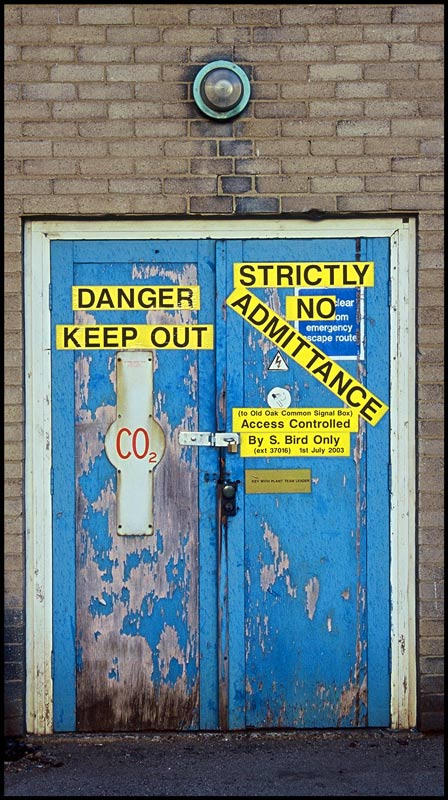 DANGER
KEEP OUT
CO2
STRICTLY
NO
ADMITTANCE
clear
from
emergency
escape route
(to Old Oak Common Signal Box)
Access Controlled
By S. Bird Only
(ext 37016) 1st July 2003
KEY WITH PLANT TEAM LEADER